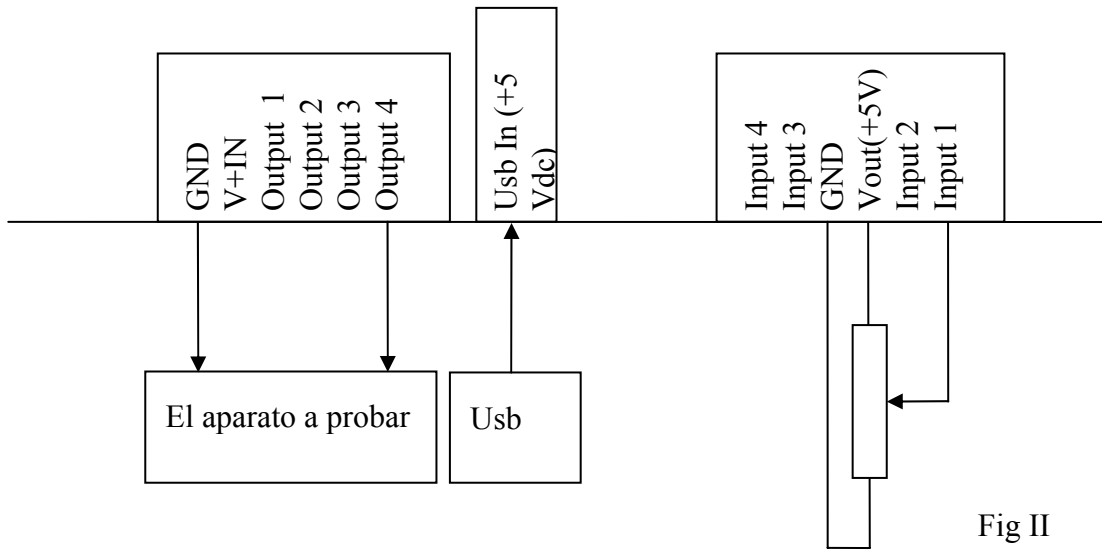 GND
V+IN
Output 1
Output 2
Output 3
Output 4
Usb In (+5
Vdc)
Input 4
Input 3
GND
Vout(+5V)
Input 2
Input 1
El aparato a probar
Usb
Fig II